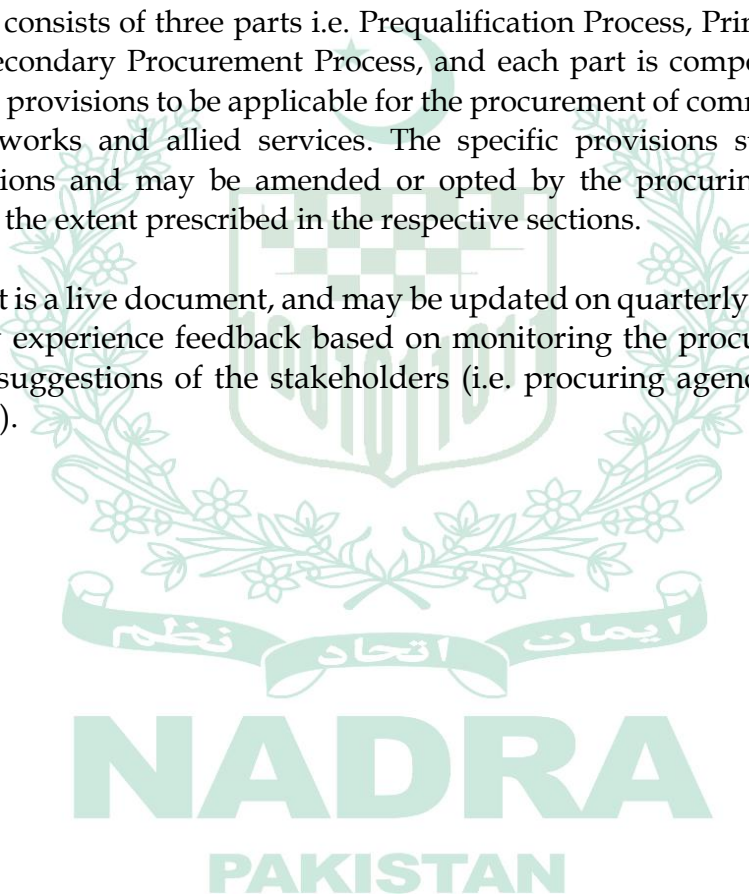 consists of three parts i.e. Prequalification Process,
econdary Procurement Process, and each part is
provisions to be applicable for the procurement of
works and allied services. The specific provisions
ions and may be amended or opted by the procurin
the extent prescribed in the respective sections.
t is a live document, and may be updated on quarterly
experience feedback based on monitoring the procu
suggestions of the stakeholders (i.e. procuring agen
).
ایمان اتحاد نظم
NADRA
PAKISTAN